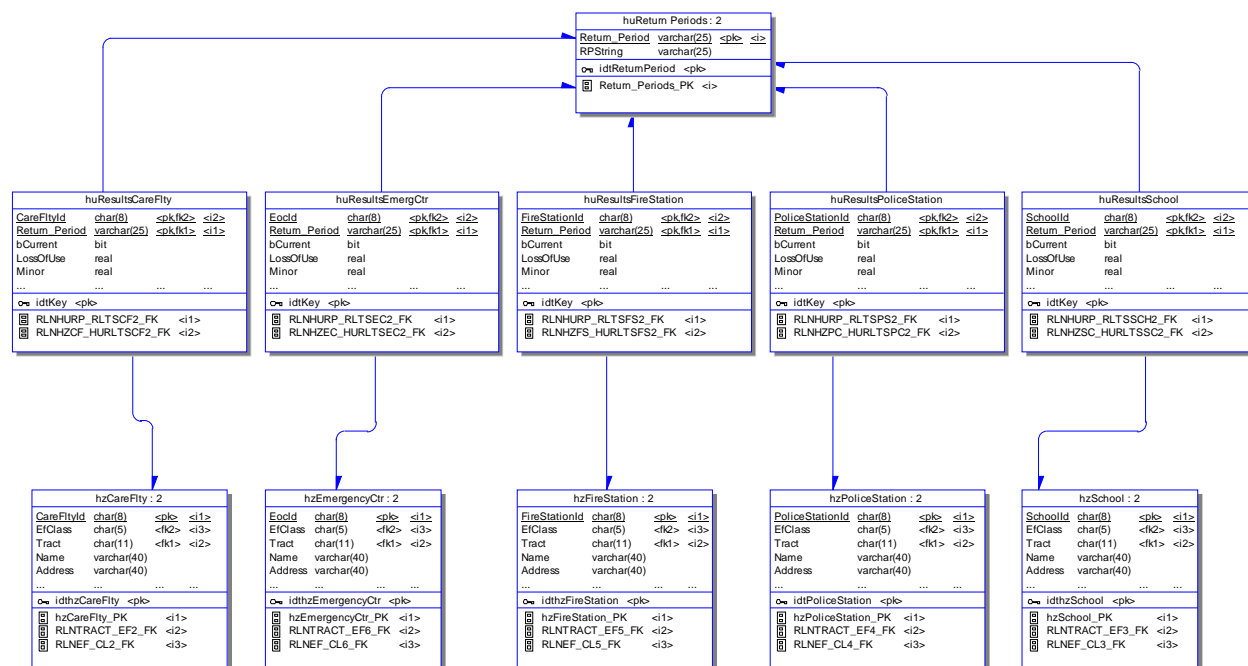 huReturn Periods : 2
Return_Period varchar(25) <pk> <i>
RPString varchar(25)
idtReturnPeriod <pk>
Return_Periods_PK <i>
huResultsCareFlty
CareFltyId char(8) <pk,fk2> <i2>
Return_Period varchar(25) <pk,fk1> <i1>
bCurrent bit
LossOfUse real
Minor real
... ... ... ...
idtKey <pk>
RLNHURP_RLTSCF2_FK <i1>
RLNHZCF_HURLTSCF2_FK <i2>
huResultsEmergCtr
EocId char(8) <pk,fk2> <i2>
Return_Period varchar(25) <pk,fk1> <i1>
bCurrent bit
LossOfUse real
Minor real
... ... ... ...
idtKey <pk>
RLNHURP_RLTSEC2_FK <i1>
RLNHZEC_HURLTSEC2_FK <i2>
huResultsFireStation
FireStationId char(8) <pk,fk2> <i2>
Return_Period varchar(25) <pk,fk1> <i1>
bCurrent bit
LossOfUse real
Minor real
... ... ... ...
idtKey <pk>
RLNHURP_RLTSFS2_FK <i1>
RLNHZFS_HURLTSFS2_FK <i2>
huResultsPoliceStation
PoliceStationId char(8) <pk,fk2> <i2>
Return_Period varchar(25) <pk,fk1> <i1>
bCurrent bit
LossOfUse real
Minor real
... ... ... ...
idtKey <pk>
RLNHURP_RLTSPS2_FK <i1>
RLNHZPC_HURLTSPC2_FK <i2>
huResultsSchool
SchoolId char(8) <pk,fk2> <i2>
Return_Period varchar(25) <pk,fk1> <i1>
bCurrent bit
LossOfUse real
Minor real
... ... ... ...
idtKey <pk>
RLNHURP_RLTSSCH2_FK <i1>
RLNHZSC_HURLTSSC2_FK <i2>
hzCareFlty : 2
CareFltyId char(8) <pk> <i1>
EfClass char(5) <fk2> <i3>
Tract char(11) <fk1> <i2>
Name varchar(40)
Address varchar(40)
... ... ... ...
idthzCareFlty <pk>
hzCareFlty_PK <i1>
RLNTRACT_EF2_FK <i2>
RLNEF_CL2_FK <i3>
hzEmergencyCtr : 2
EocId char(8) <pk> <i1>
EfClass char(5) <fk2> <i3>
Tract char(11) <fk1> <i2>
Name varchar(40)
Address varchar(40)
... ... ... ...
idthzEmergencyCtr <pk>
hzEmergencyCtr_PK <i1>
RLNTRACT_EF6_FK <i2>
RLNEF_CL6_FK <i3>
hzFireStation : 2
FireStationId char(8) <pk> <i1>
EfClass char(5) <fk2> <i3>
Tract char(11) <fk1> <i2>
Name varchar(40)
Address varchar(40)
... ... ... ...
idthzFireStation <pk>
hzFireStation_PK <i1>
RLNTRACT_EF5_FK <i2>
RLNEF_CL5_FK <i3>
hzPoliceStation : 2
PoliceStationId char(8) <pk> <i1>
EfClass char(5) <fk2> <i3>
Tract char(11) <fk1> <i2>
Name varchar(40)
Address varchar(40)
... ... ... ...
idtPoliceStation <pk>
hzPoliceStation_PK <i1>
RLNTRACT_EF4_FK <i2>
RLNEF_CL4_FK <i3>
hzSchool : 2
SchoolId char(8) <pk> <i1>
EfClass char(5) <fk2> <i3>
Tract char(11) <fk1> <i2>
Name varchar(40)
Address varchar(40)
... ... ... ...
idthzSchool <pk>
hzSchool_PK <i1>
RLNTRACT_EF3_FK <i2>
RLNEF_CL3_FK <i3>